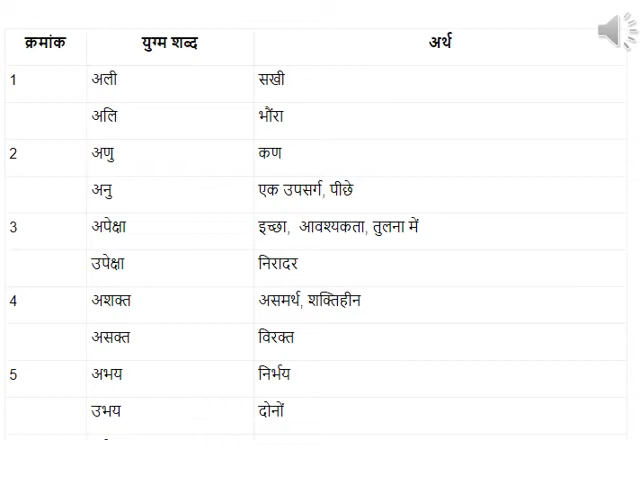 क्रमांक युग्म शब्द अर्थ
1 अली सखी
अलि भौंरा
2 अणु कण
अनु एक उपसर्ग, पीछे
3 अपेक्षा इच्छा, आवश्यकता, तुलना में
उपेक्षा निरादर
4 अशक्त असमर्थ, शक्तिहीन
असक्त विरक्त
5 अभय निर्भय
उभय दोनों